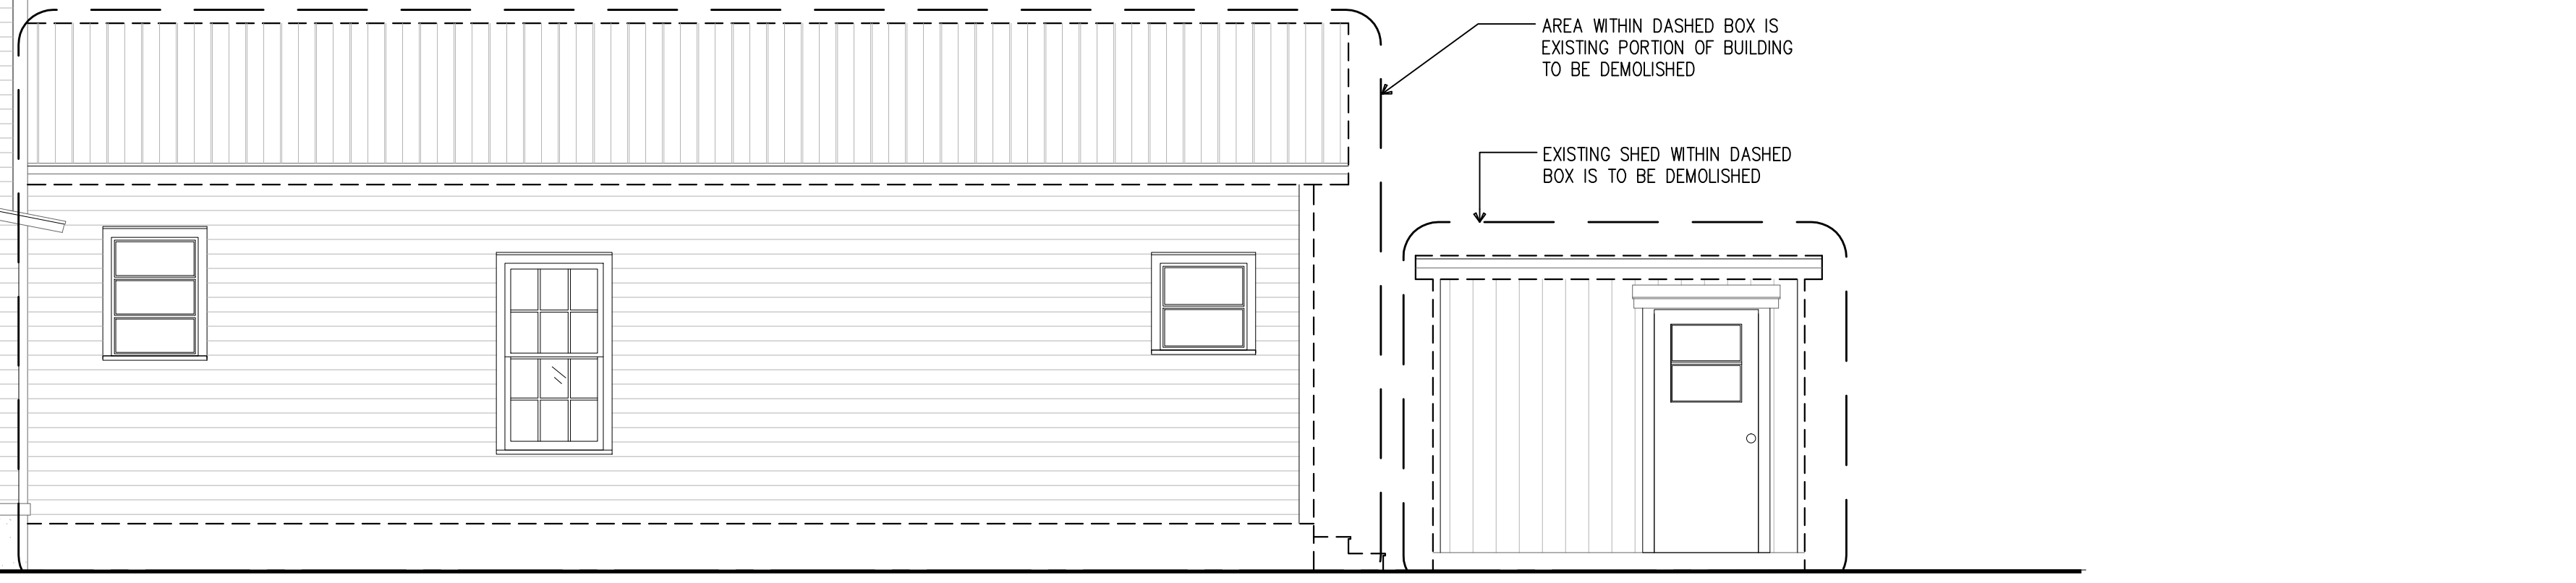 AREA WITHIN DASHED BOX IS
EXISTING PORTION OF BUILDING
TO BE DEMOLISHED
EXISTING SHED WITHIN DASHED
BOX IS TO BE DEMOLISHED